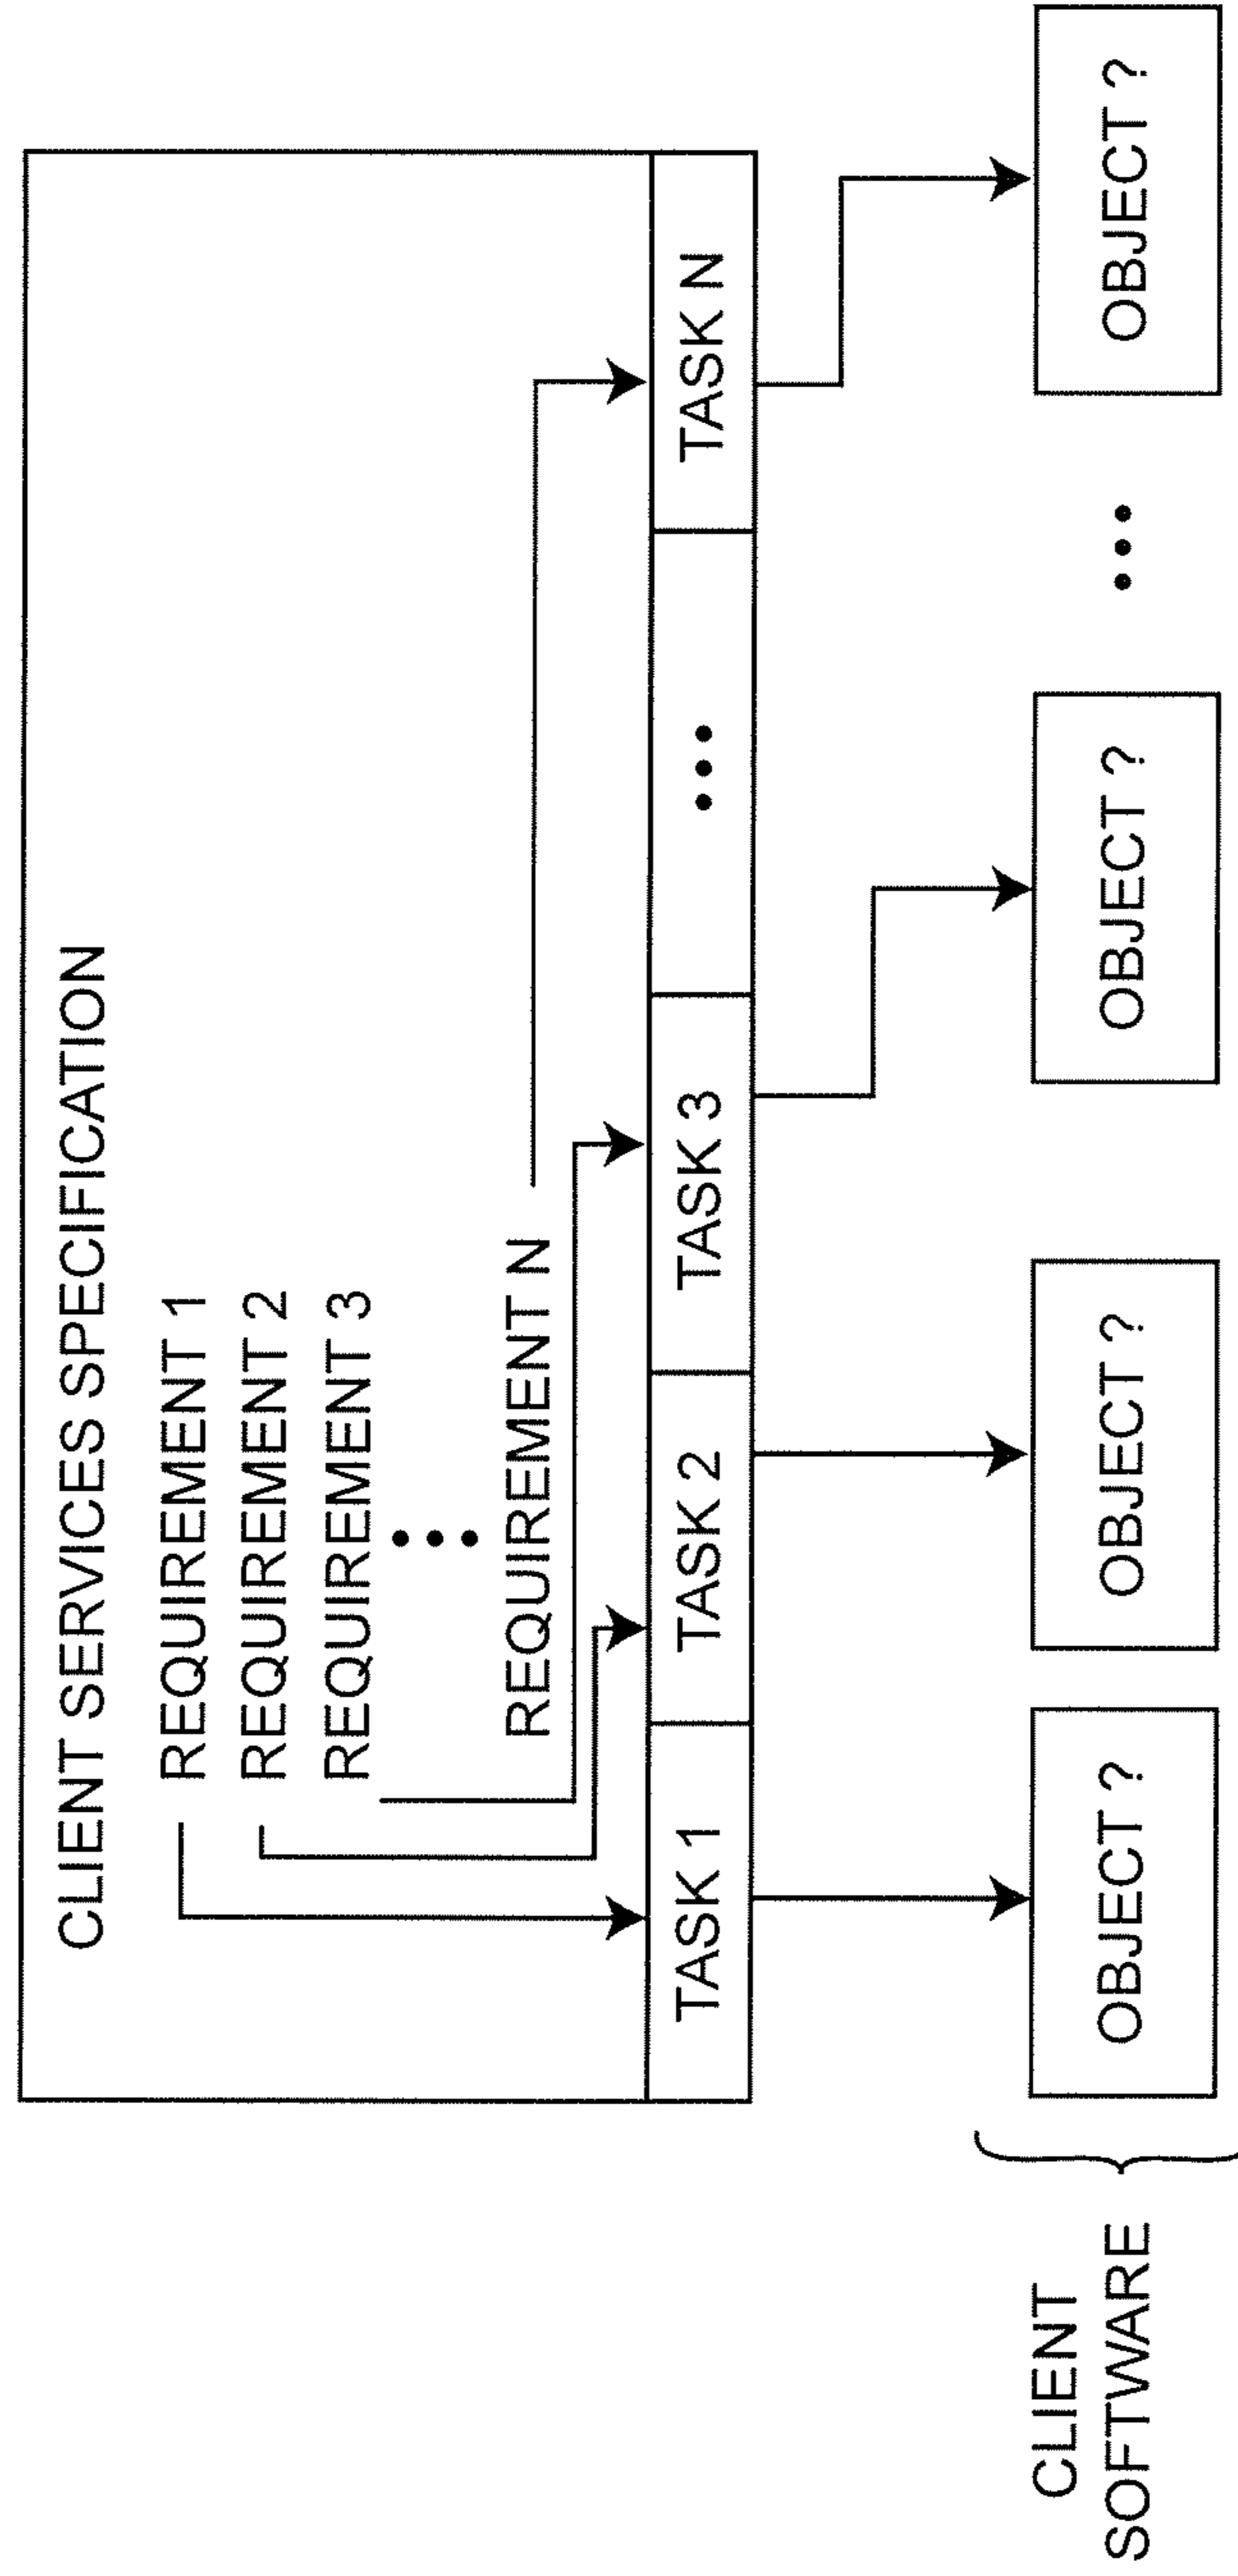 CLIENT SERVICES SPECIFICATION
REQUIREMENT 1
REQUIREMENT 2
REQUIREMENT 3
REQUIREMENT N
TASK 1
TASK 2
TASK 3
TASK N
OBJECT ?
OBJECT ?
OBJECT ?
OBJECT ?
CLIENT
SOFTWARE